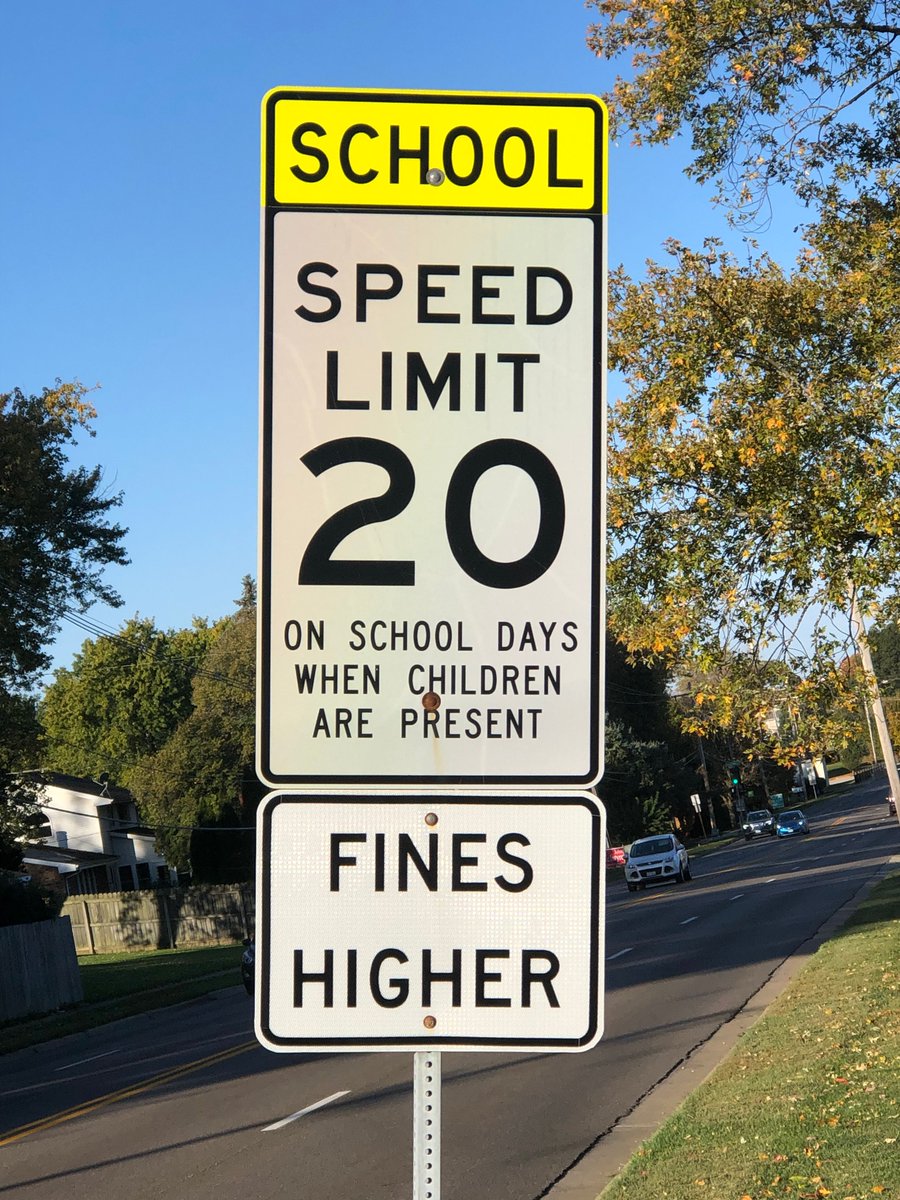 SCHOOL
SPEED
LIMIT
20
ON SCHOOL DAYS
WHEN CHILDREN
ARE PRESENT
FINES
HIGHER